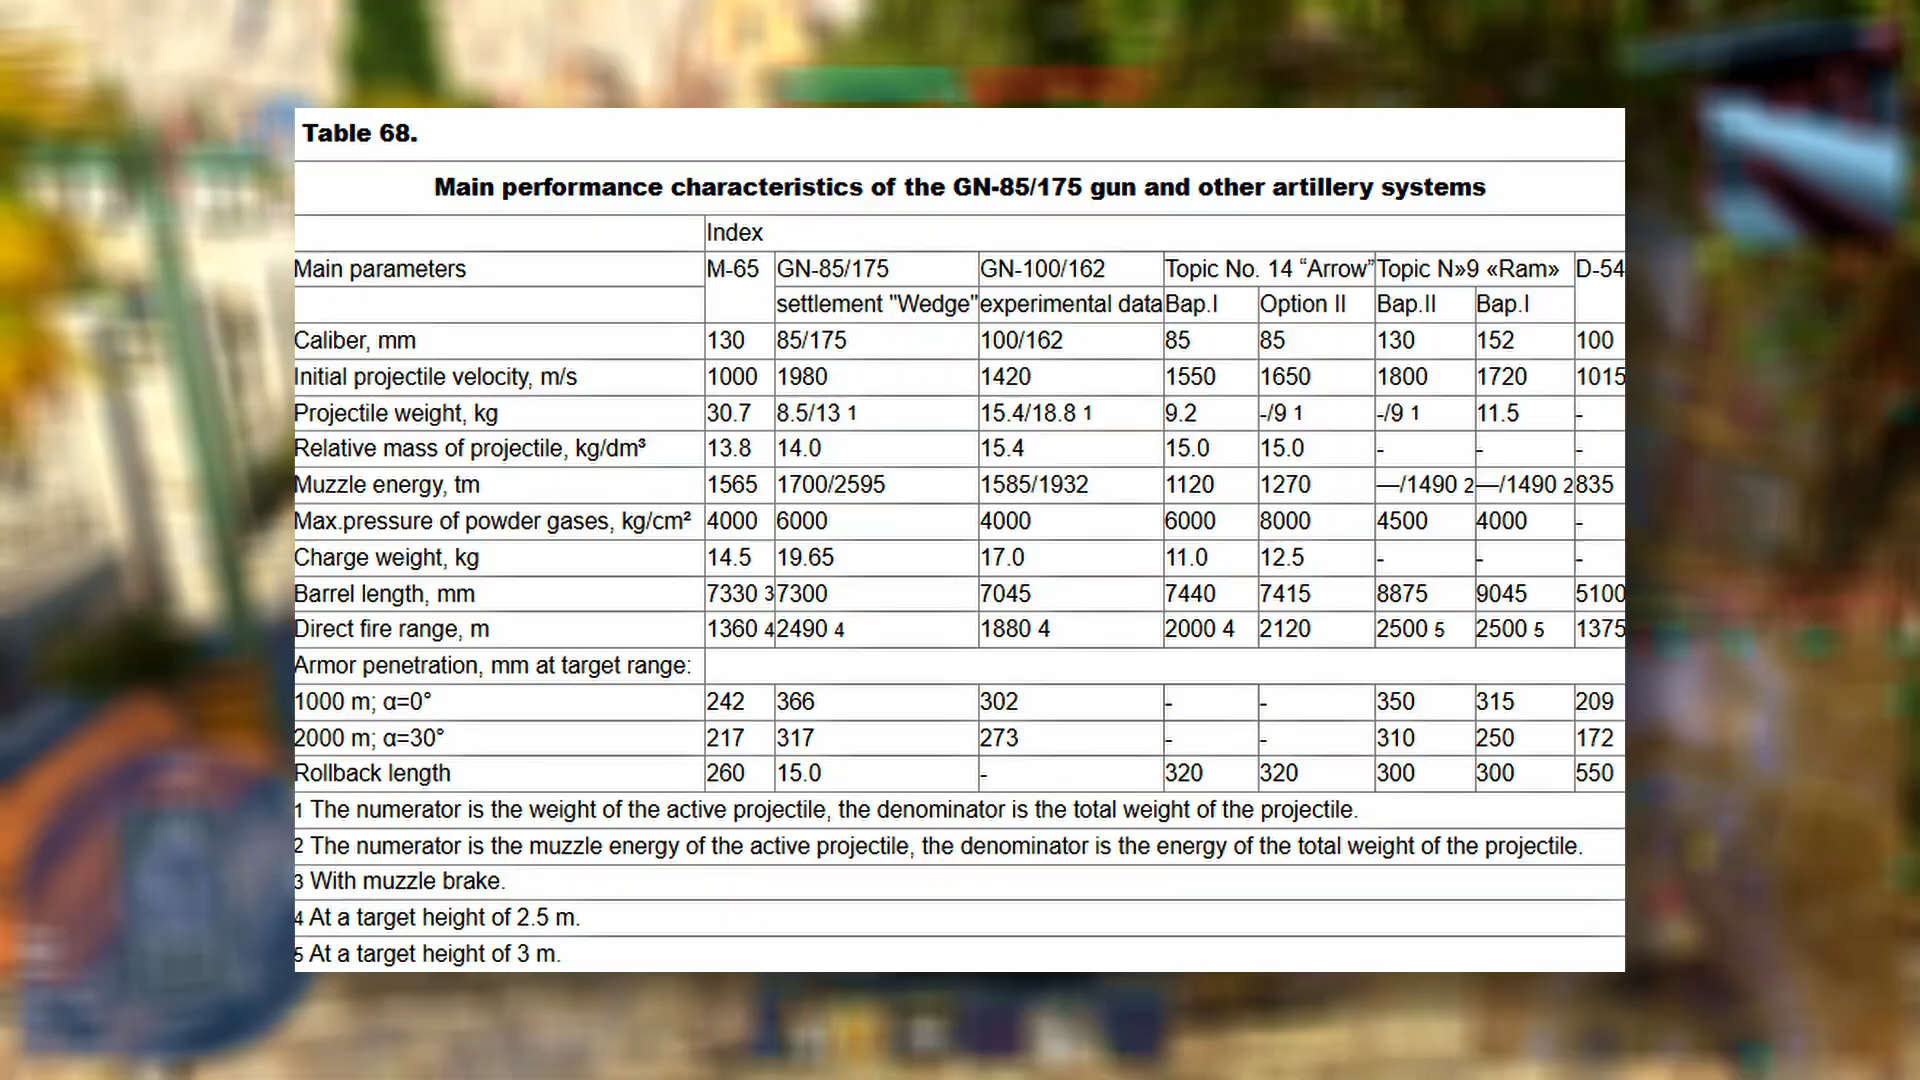 Table 68.
Main performance characteristics of the GN-85/175 gun and other artillery systems
Index
Main parameters M-65 GN-85/175 GN-100/162 Topic No. 14 “Arrow” Topic N»9 «Ram» D-54
settlement "Wedge" experimental data Bap.I Option II Bap.II Bap.I
Caliber, mm 130 85/175 100/162 85 85 130 152 100
Initial projectile velocity, m/s 1000 1980 1420 1550 1650 1800 1720 1015
Projectile weight, kg 30.7 8.5/13 1 15.4/18.8 1 9.2 -/9 1 -/9 1 11.5 -
Relative mass of projectile, kg/dm³ 13.8 14.0 15.4 15.0 15.0 - - -
Muzzle energy, tm 1565 1700/2595 1585/1932 1120 1270 —/1490 2 —/1490 2 835
Max.pressure of powder gases, kg/cm² 4000 6000 4000 6000 8000 4500 4000 -
Charge weight, kg 14.5 19.65 17.0 11.0 12.5 - - -
Barrel length, mm 7330 3 7300 7045 7440 7415 8875 9045 5100
Direct fire range, m 1360 4 2490 4 1880 4 2000 4 2120 2500 5 2500 5 1375
Armor penetration, mm at target range:
1000 m; α=0° 242 366 302 - - 350 315 209
2000 m; α=30° 217 317 273 - - 310 250 172
Rollback length 260 15.0 - 320 320 300 300 550
1 The numerator is the weight of the active projectile, the denominator is the total weight of the projectile.
2 The numerator is the muzzle energy of the active projectile, the denominator is the energy of the total weight of the projectile.
3 With muzzle brake.
4 At a target height of 2.5 m.
5 At a target height of 3 m.